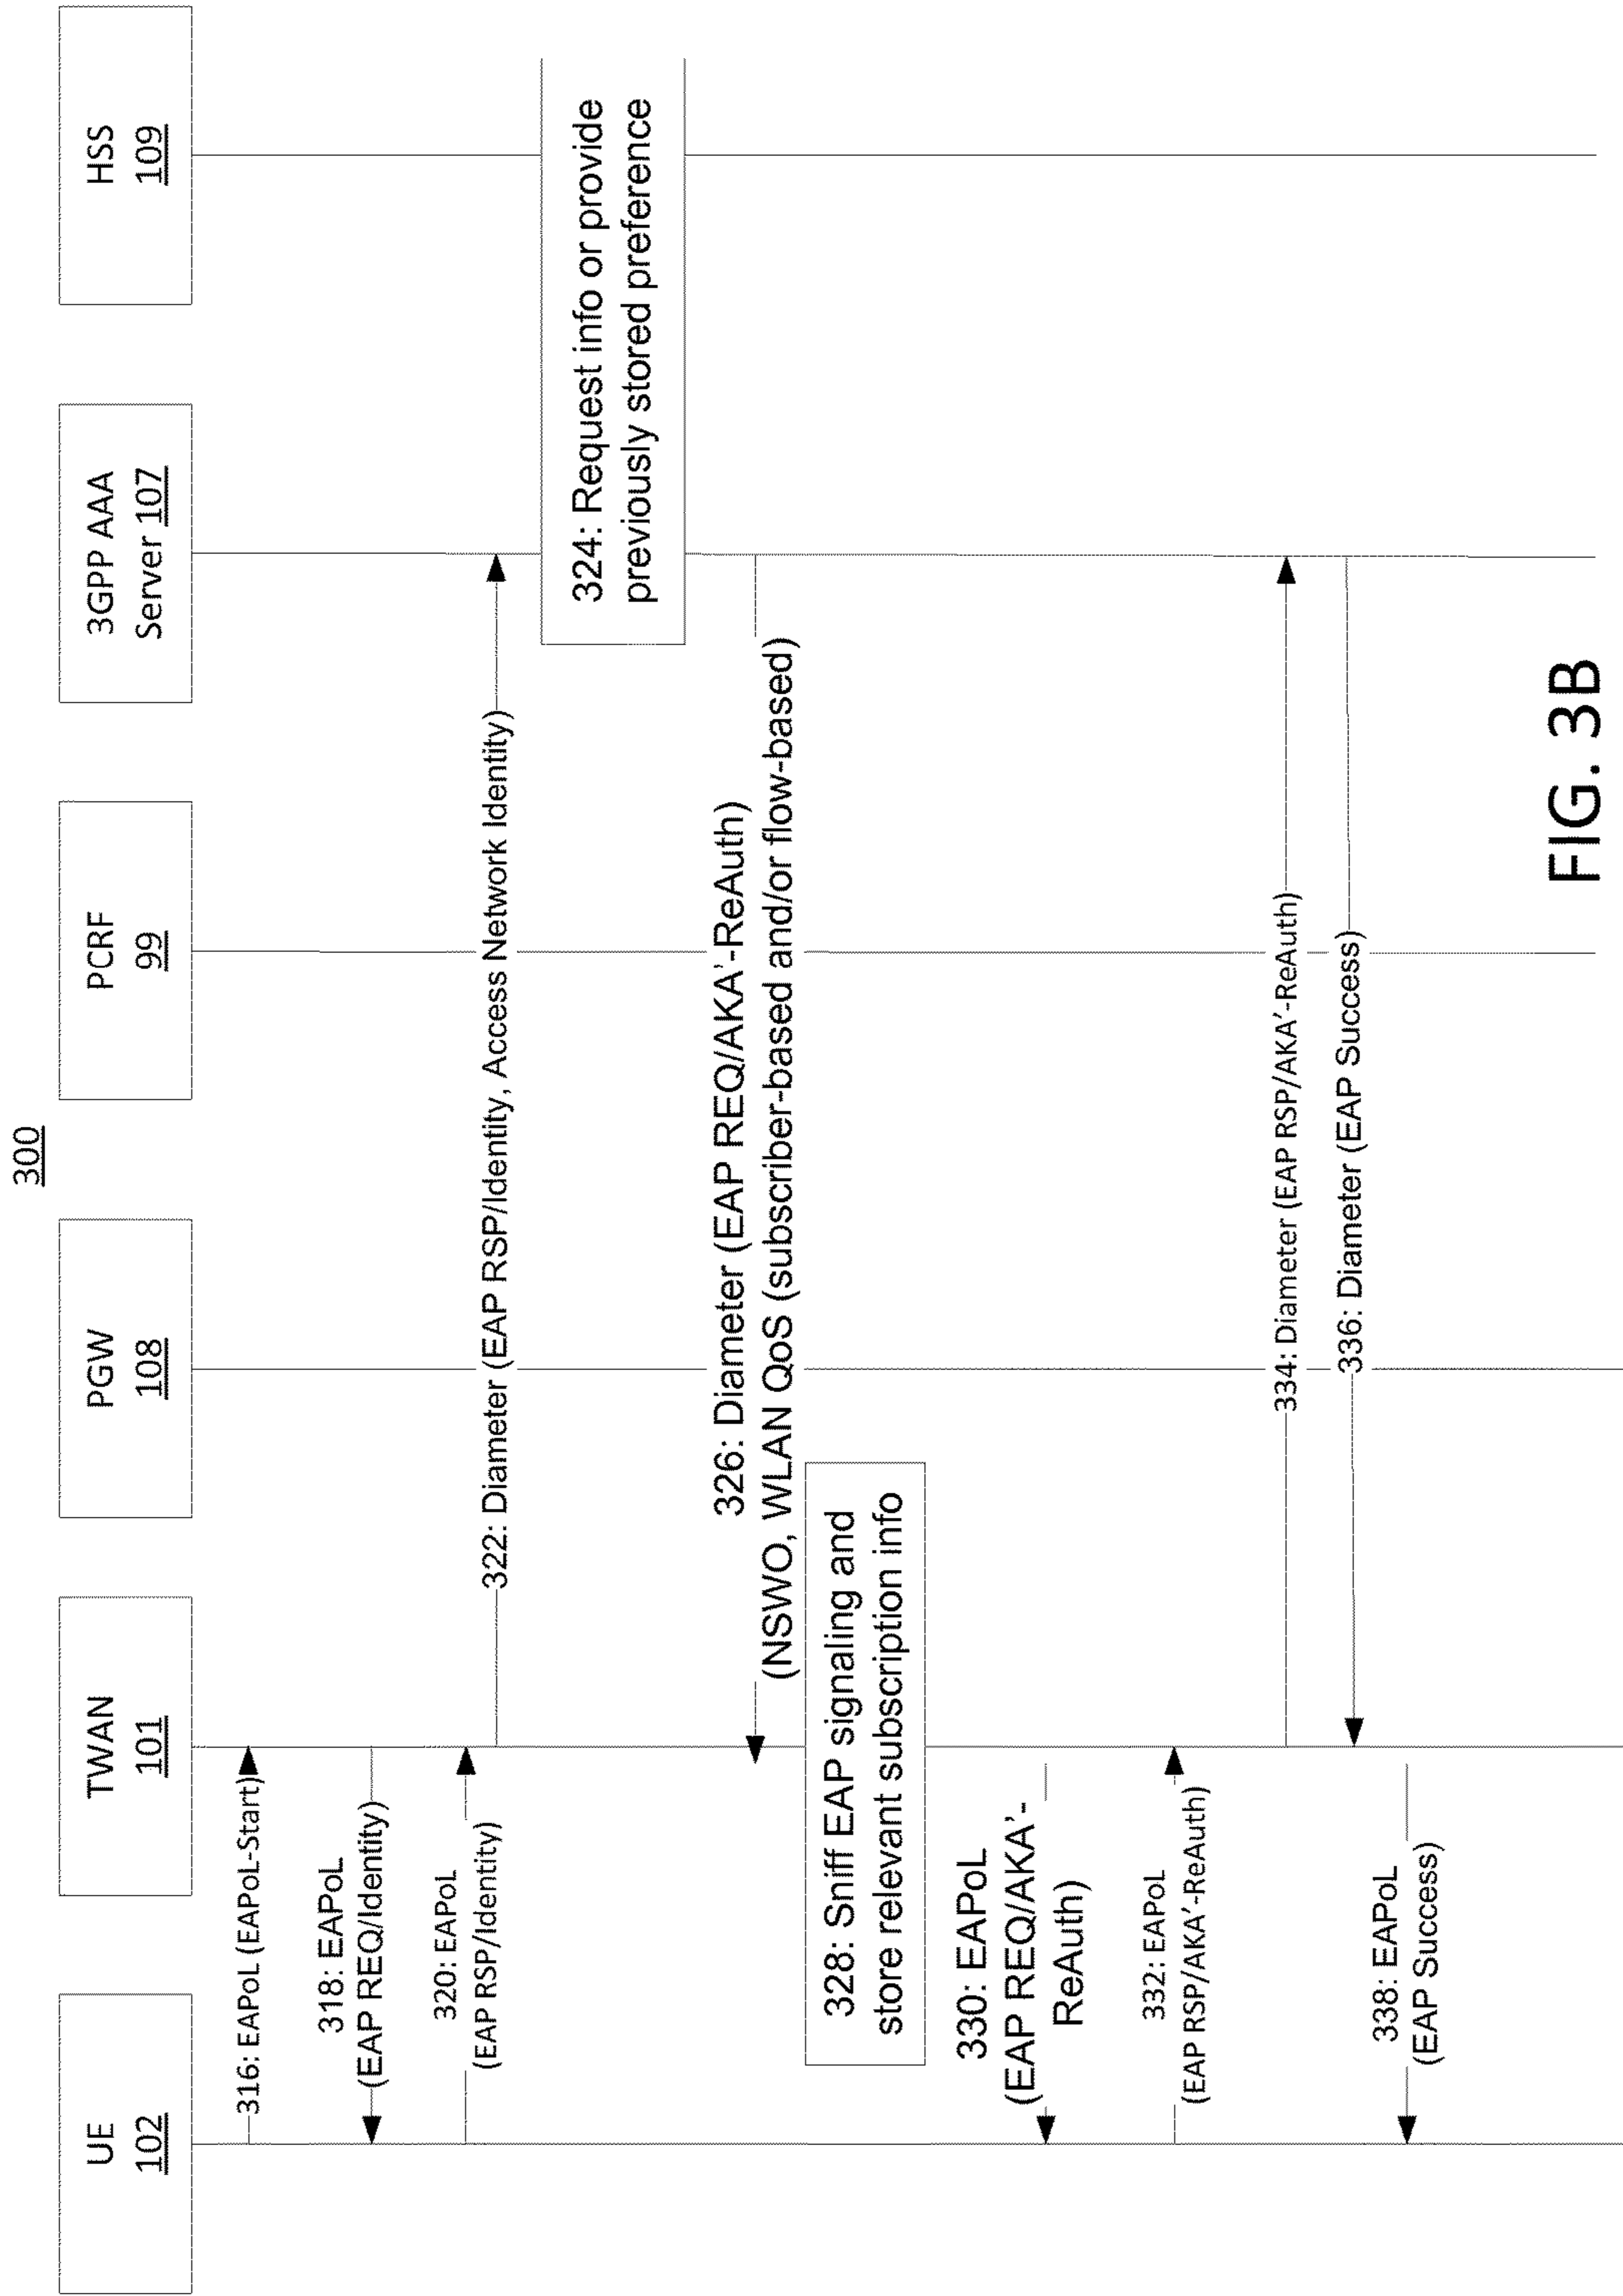 300
UE
102
TWAN
101
PGW
108
PCRF
99
3GPP AAA
Server 107
HSS
109
316: EAPoL (EAPoL-Start)
318: EAPoL
(EAP REQ/Identity)
320: EAPoL
(EAP RSP/Identity)
322: Diameter (EAP RSP/Identity, Access Network Identity)
324: Request info or provide
previously stored preference
326: Diameter (EAP REQ/AKA'-ReAuth)
(NSWO, WLAN QoS (subscriber-based and/or flow-based)
328: Sniff EAP signaling and
store relevant subscription info
330: EAPoL
(EAP REQ/AKA'-
ReAuth)
332: EAPoL
(EAP RSP/AKA'-ReAuth)
334: Diameter (EAP RSP/AKA'-ReAuth)
336: Diameter (EAP Success)
338: EAPoL
(EAP Success)
FIG. 3B